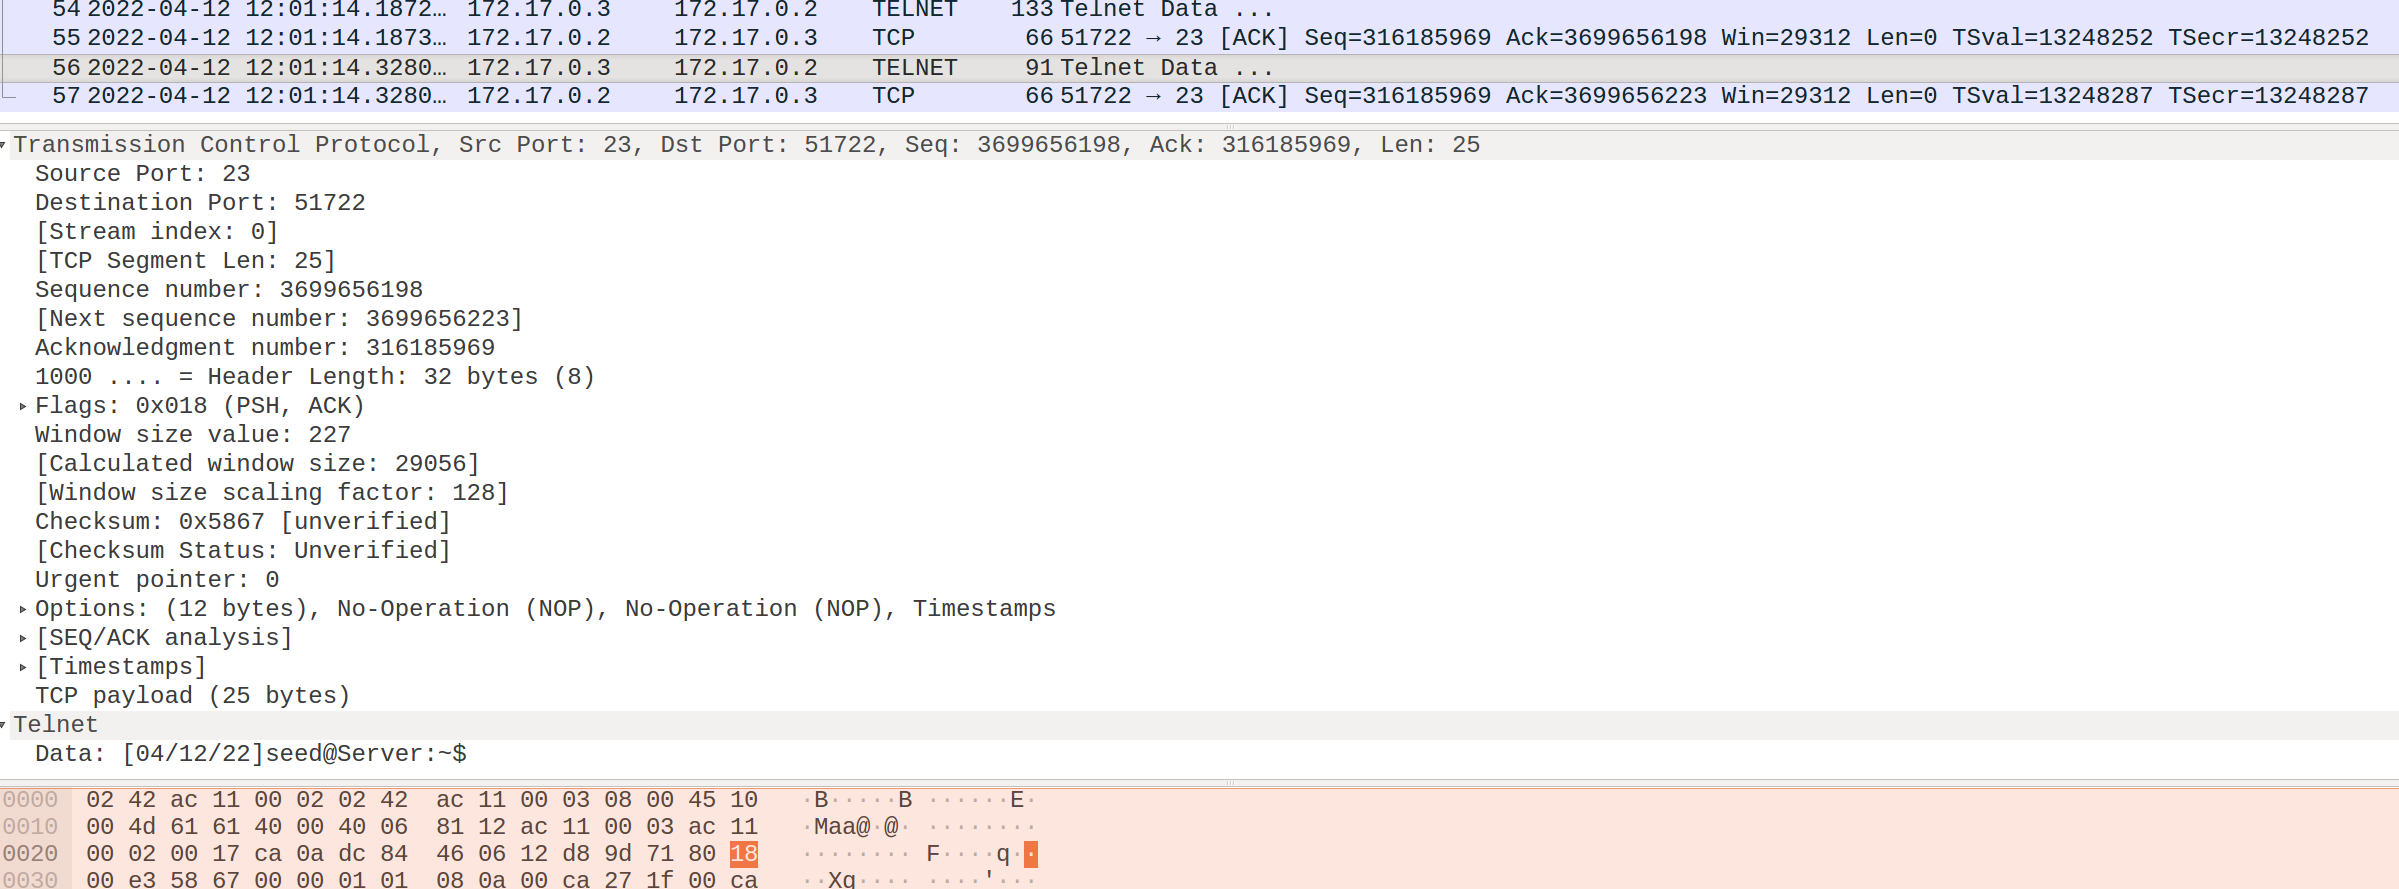 54 2022-04-12 12:01:14.1872… 172.17.0.3 172.17.0.2 TELNET 133 Telnet Data ...
55 2022-04-12 12:01:14.1873… 172.17.0.2 172.17.0.3 TCP 66 51722 → 23 [ACK] Seq=316185969 Ack=3699656198 Win=29312 Len=0 TSval=13248252 TSecr=13248252
56 2022-04-12 12:01:14.3280… 172.17.0.3 172.17.0.2 TELNET 91 Telnet Data ...
57 2022-04-12 12:01:14.3280… 172.17.0.2 172.17.0.3 TCP 66 51722 → 23 [ACK] Seq=316185969 Ack=3699656223 Win=29312 Len=0 TSval=13248287 TSecr=13248287
Transmission Control Protocol, Src Port: 23, Dst Port: 51722, Seq: 3699656198, Ack: 316185969, Len: 25
Source Port: 23
Destination Port: 51722
[Stream index: 0]
[TCP Segment Len: 25]
Sequence number: 3699656198
[Next sequence number: 3699656223]
Acknowledgment number: 316185969
1000 .... = Header Length: 32 bytes (8)
Flags: 0x018 (PSH, ACK)
Window size value: 227
[Calculated window size: 29056]
[Window size scaling factor: 128]
Checksum: 0x5867 [unverified]
[Checksum Status: Unverified]
Urgent pointer: 0
Options: (12 bytes), No-Operation (NOP), No-Operation (NOP), Timestamps
[SEQ/ACK analysis]
[Timestamps]
TCP payload (25 bytes)
Telnet
Data: [04/12/22]seed@Server:~$
0000 02 42 ac 11 00 02 02 42 ac 11 00 03 08 00 45 10 ·B·····B ······E·
0010 00 4d 61 61 40 00 40 06 81 12 ac 11 00 03 ac 11 ·Maa@·@· ········
0020 00 02 00 17 ca 0a dc 84 46 06 12 d8 9d 71 80 18 ········ F····q··
0030 00 e3 58 67 00 00 01 01 08 0a 00 ca 27 1f 00 ca ··Xg···· ····'···